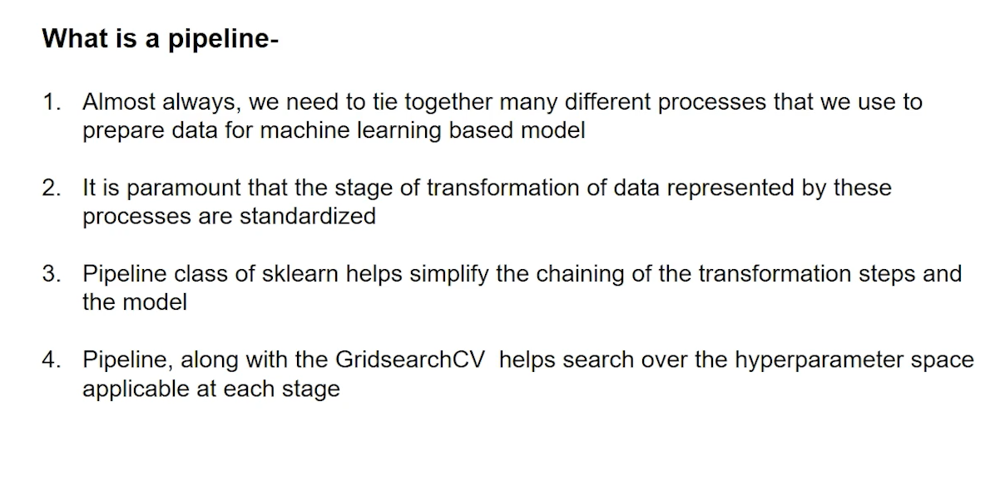 What is a pipeline-
1. Almost always, we need to tie together many different processes that we use to
prepare data for machine learning based model
2. It is paramount that the stage of transformation of data represented by these
processes are standardized
3. Pipeline class of sklearn helps simplify the chaining of the transformation steps and
the model
4. Pipeline, along with the GridsearchCV  helps search over the hyperparameter space
applicable at each stage